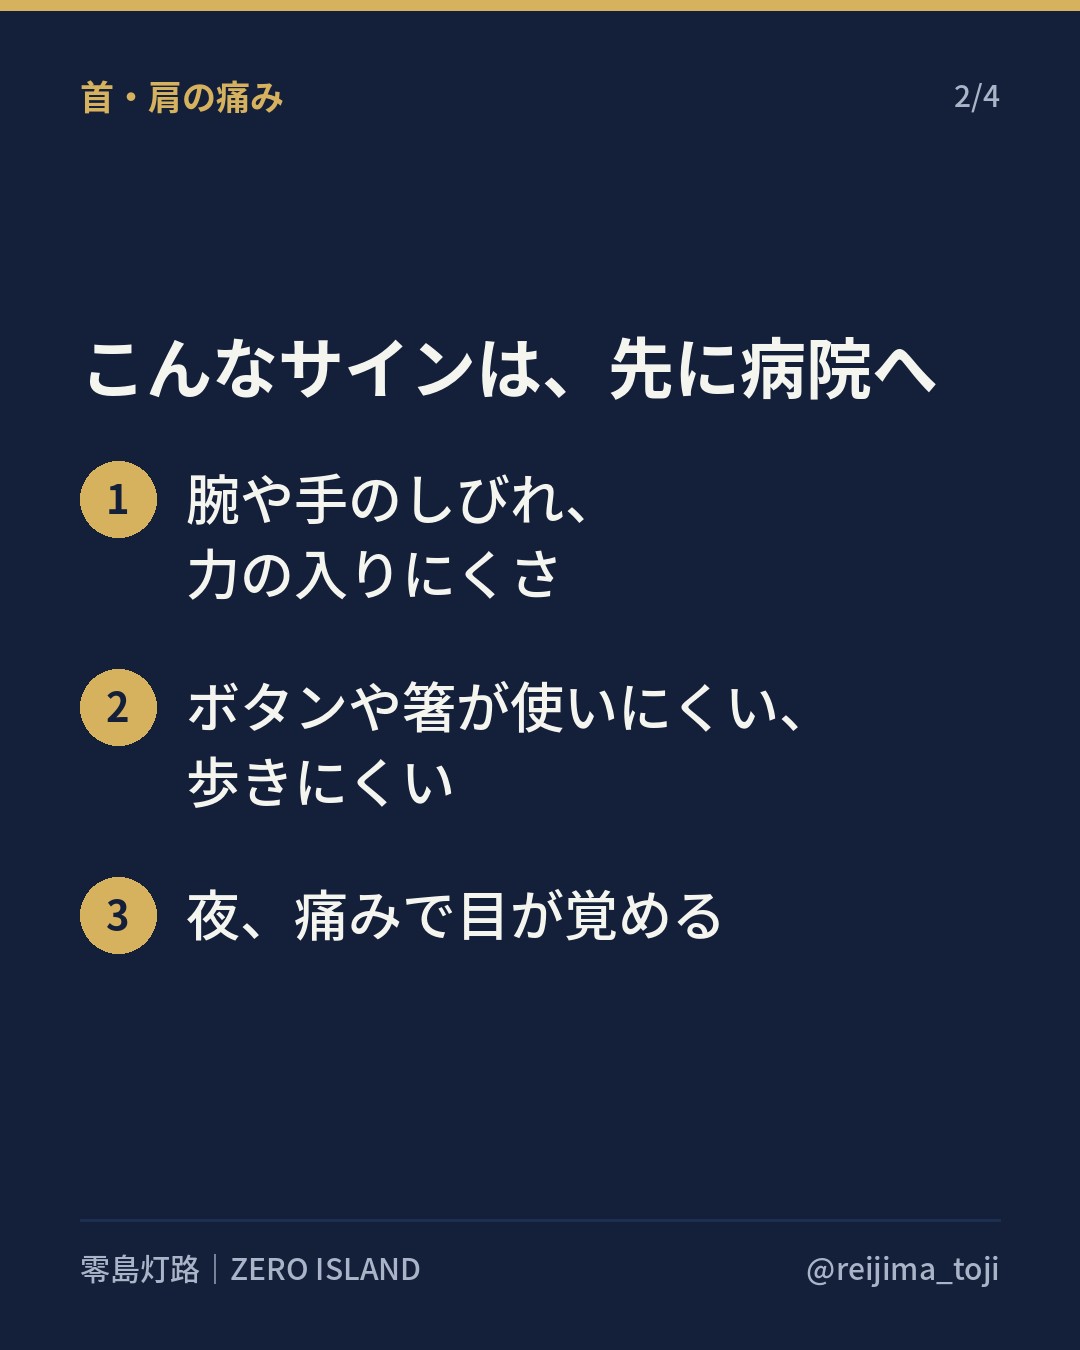 首・肩の痛み
2/4
こんなサインは、先に病院へ
1 腕や手のしびれ、
力の入りにくさ
2 ボタンや箸が使いにくい、
歩きにくい
3 夜、痛みで目が覚める
零島灯路｜ZERO ISLAND
@reijima_toji